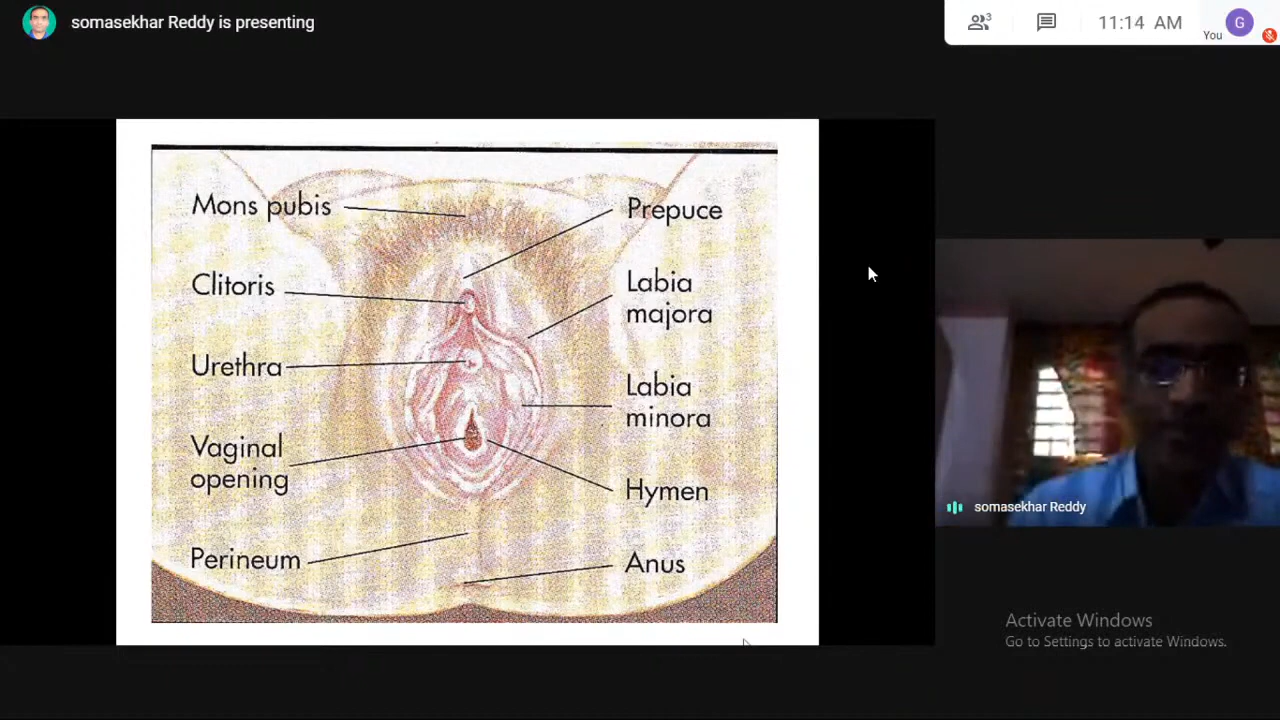 somasekhar Reddy is presenting
3
11:14 AM
You
G
Mons pubis
Prepuce
Clitoris
Labia
majora
Urethra
Labia
minora
Vaginal
opening
Hymen
Perineum
Anus
somasekhar Reddy
Activate Windows
Go to Settings to activate Windows.